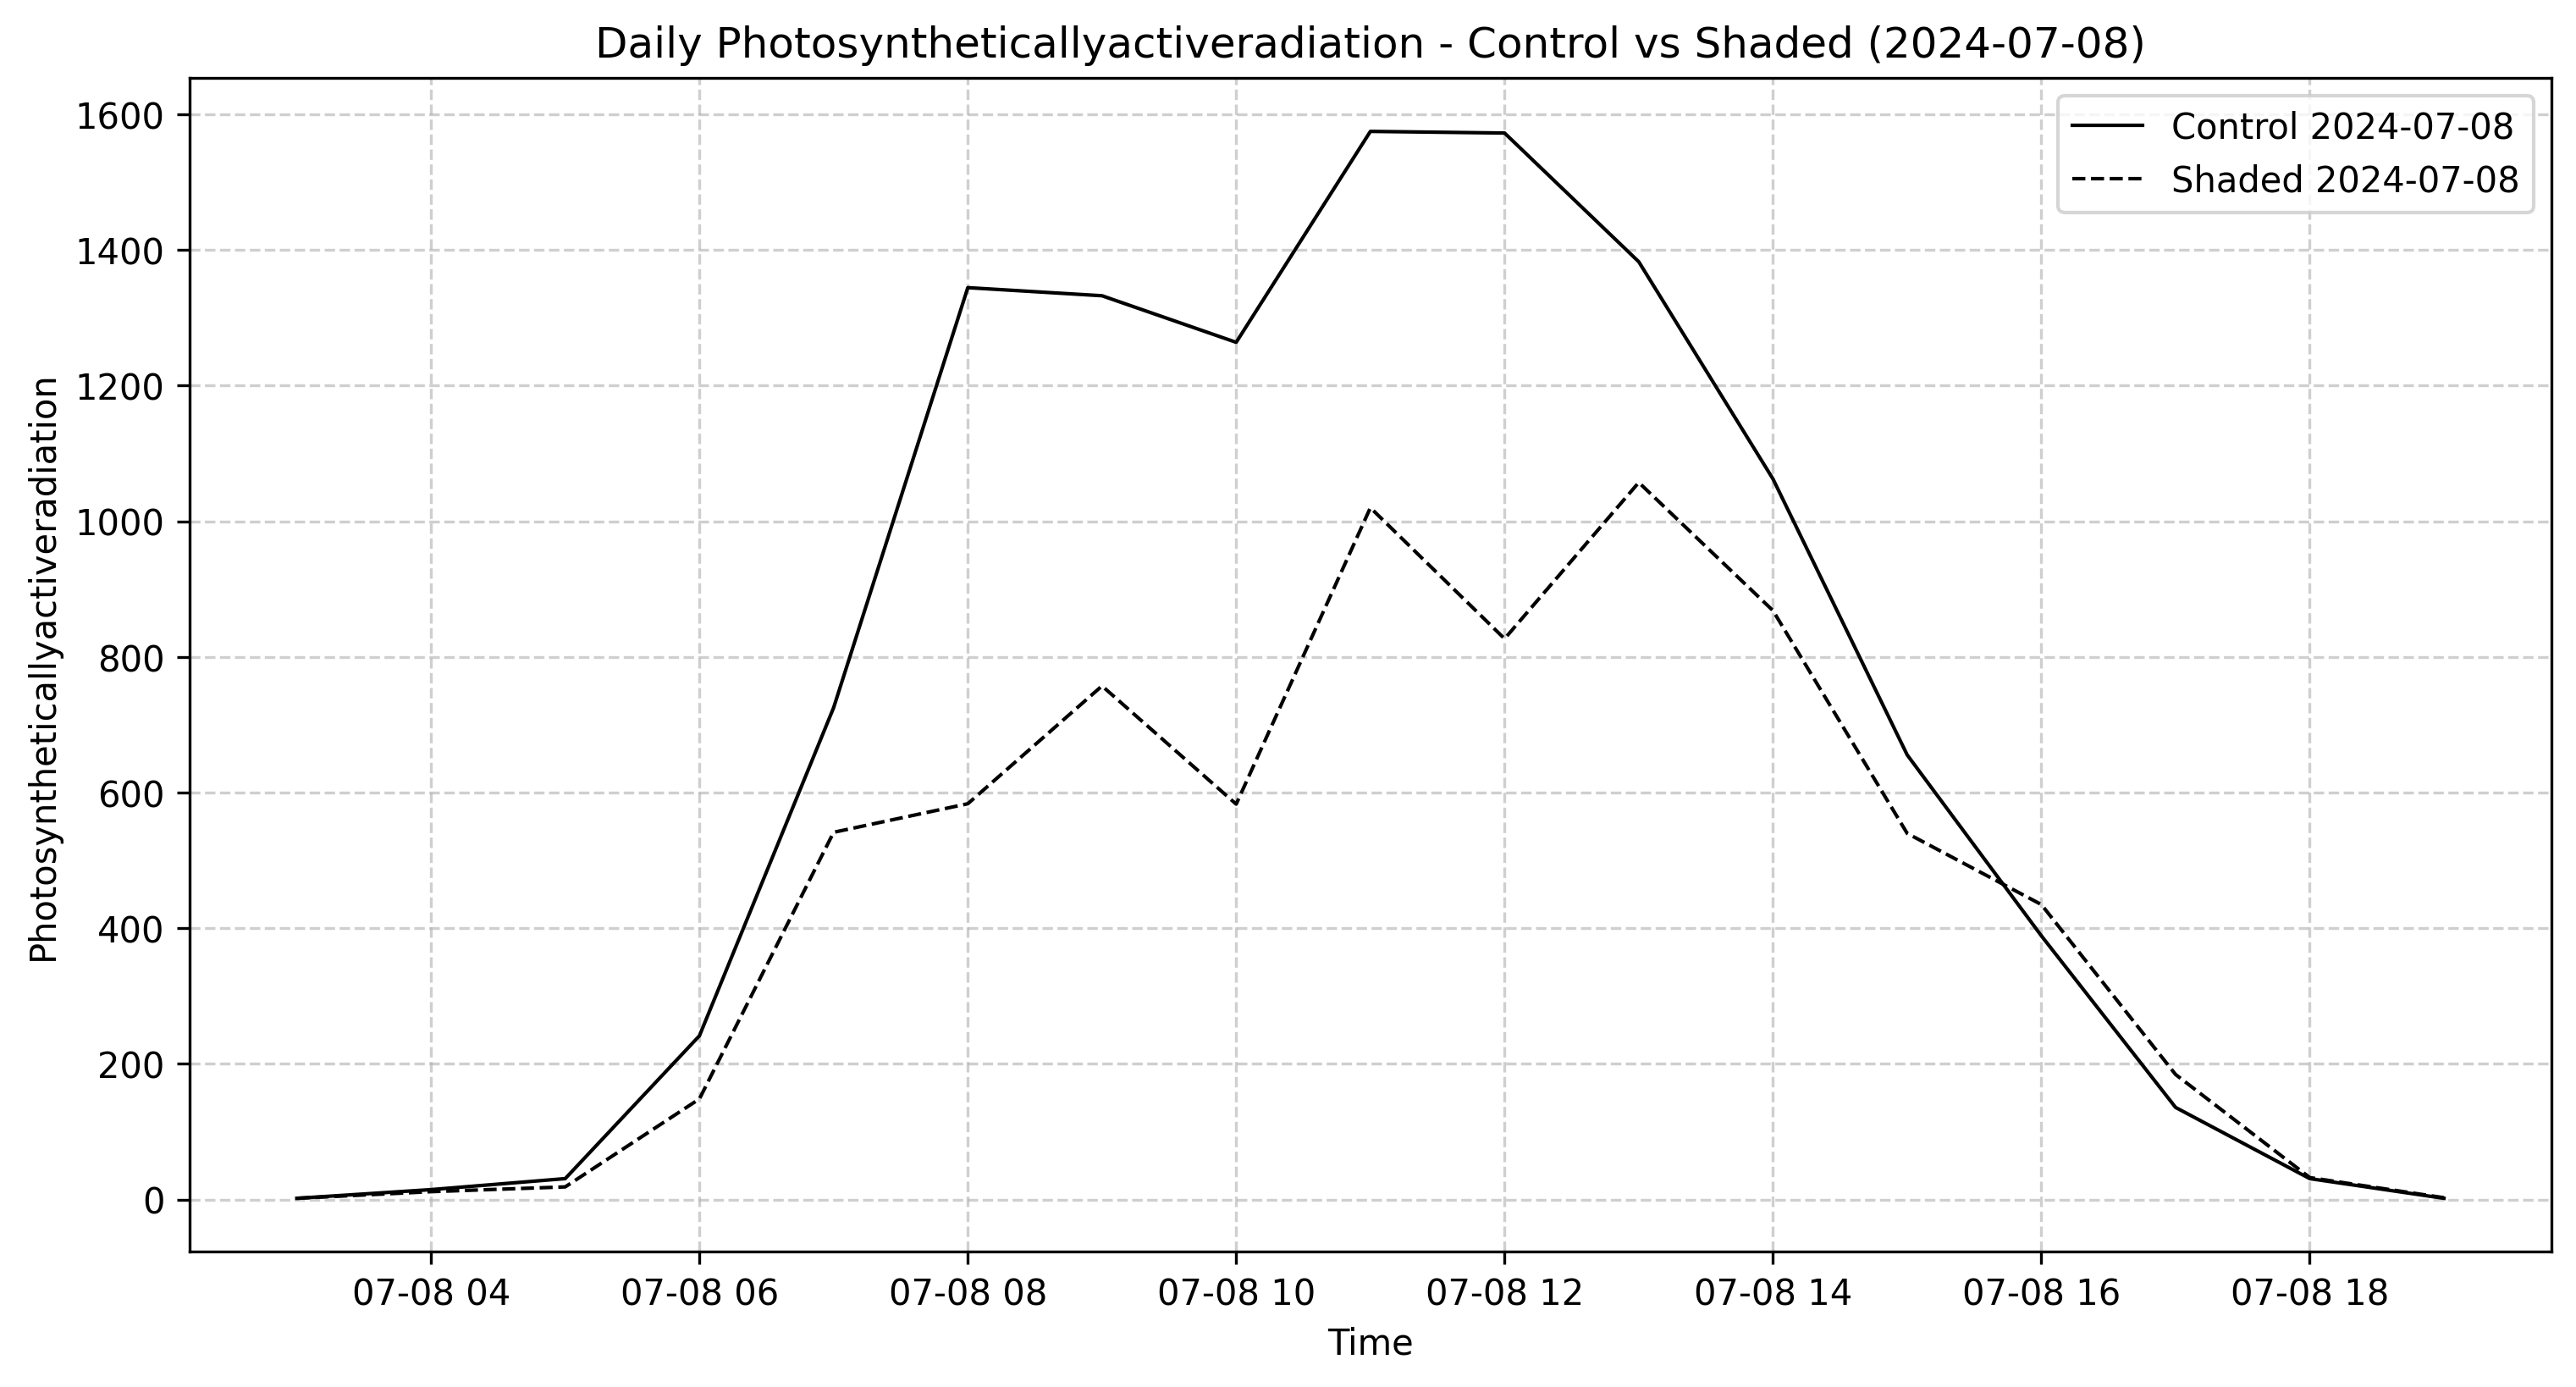 Daily Photosyntheticallyactiveradiation - Control vs Shaded (2024-07-08)
Control 2024-07-08
Shaded 2024-07-08
Photosyntheticallyactiveradiation
1600
1400
1200
1000
800
600
400
200
0
07-08 04 07-08 06 07-08 08 07-08 10 07-08 12 07-08 14 07-08 16 07-08 18
Time